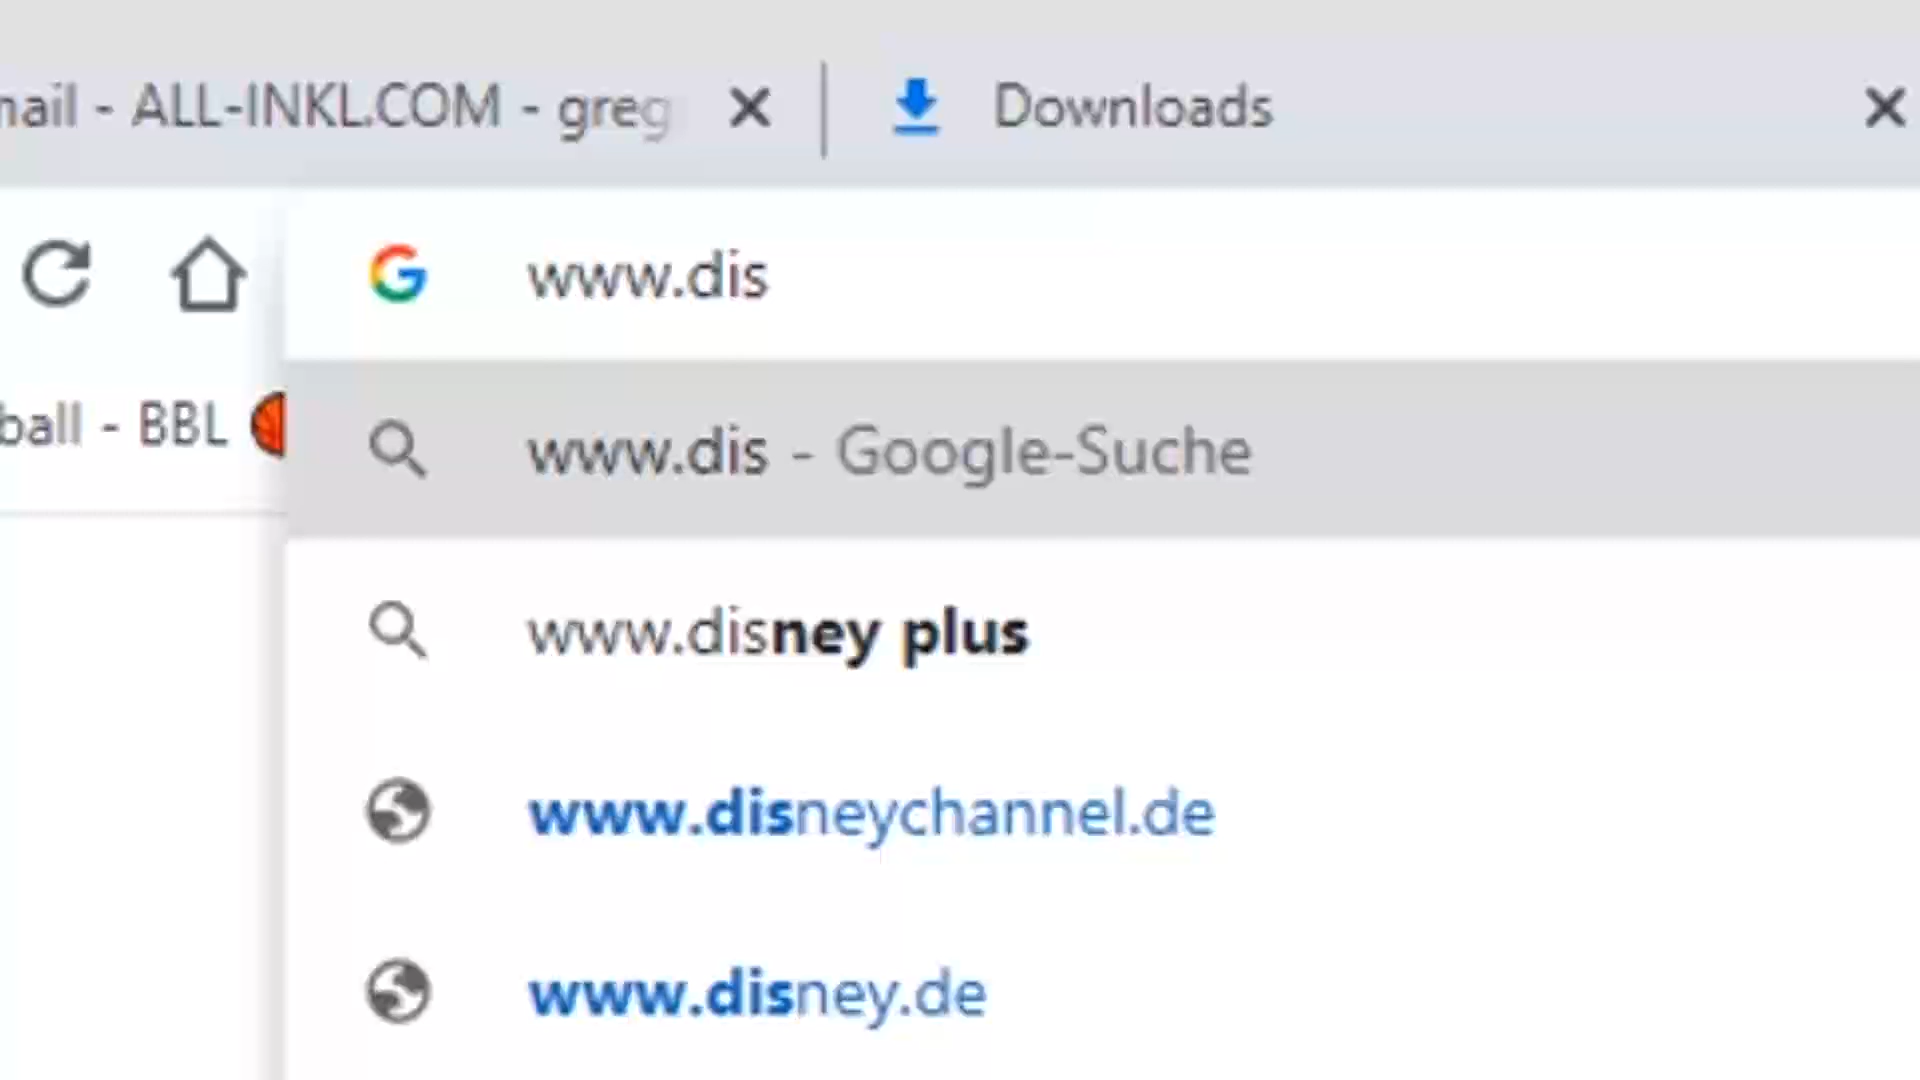 mail - ALL-INKL.COM - greg
Downloads
www.dis
ball - BBL
www.dis - Google-Suche
www.disney plus
www.disneychannel.de
www.disney.de